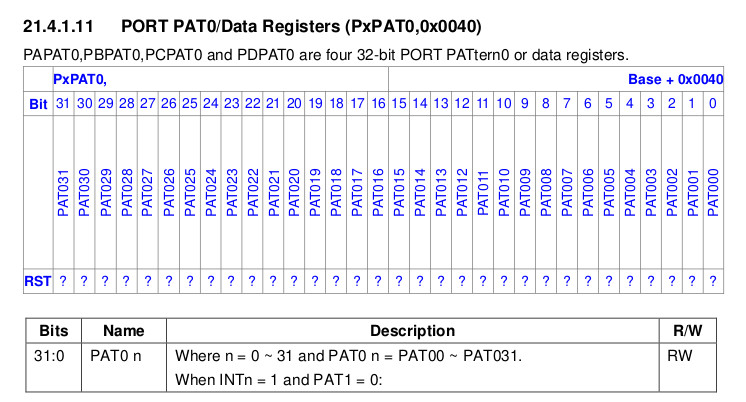 21.4.1.11 PORT PAT0/Data Registers (PxPAT0,0x0040)
PAPAT0,PBPAT0,PCPAT0 and PDPAT0 are four 32-bit PORT PATtern0 or data registers.
PxPAT0, Base + 0x0040
Bit 31 30 29 28 27 26 25 24 23 22 21 20 19 18 17 16 15 14 13 12 11 10 9 8 7 6 5 4 3 2 1 0
PAT031 PAT030 PAT029 PAT028 PAT027 PAT026 PAT025 PAT024 PAT023 PAT022 PAT021 PAT020 PAT019 PAT018 PAT017 PAT016 PAT015 PAT014 PAT013 PAT012 PAT011 PAT010 PAT009 PAT008 PAT007 PAT006 PAT005 PAT004 PAT003 PAT002 PAT001 PAT000
RST ? ? ? ? ? ? ? ? ? ? ? ? ? ? ? ? ? ? ? ? ? ? ? ? ? ? ? ? ? ? ? ?
Bits Name Description R/W
31:0 PAT0 n Where n = 0 ~ 31 and PAT0 n = PAT00 ~ PAT031. RW
When INTn = 1 and PAT1 = 0: